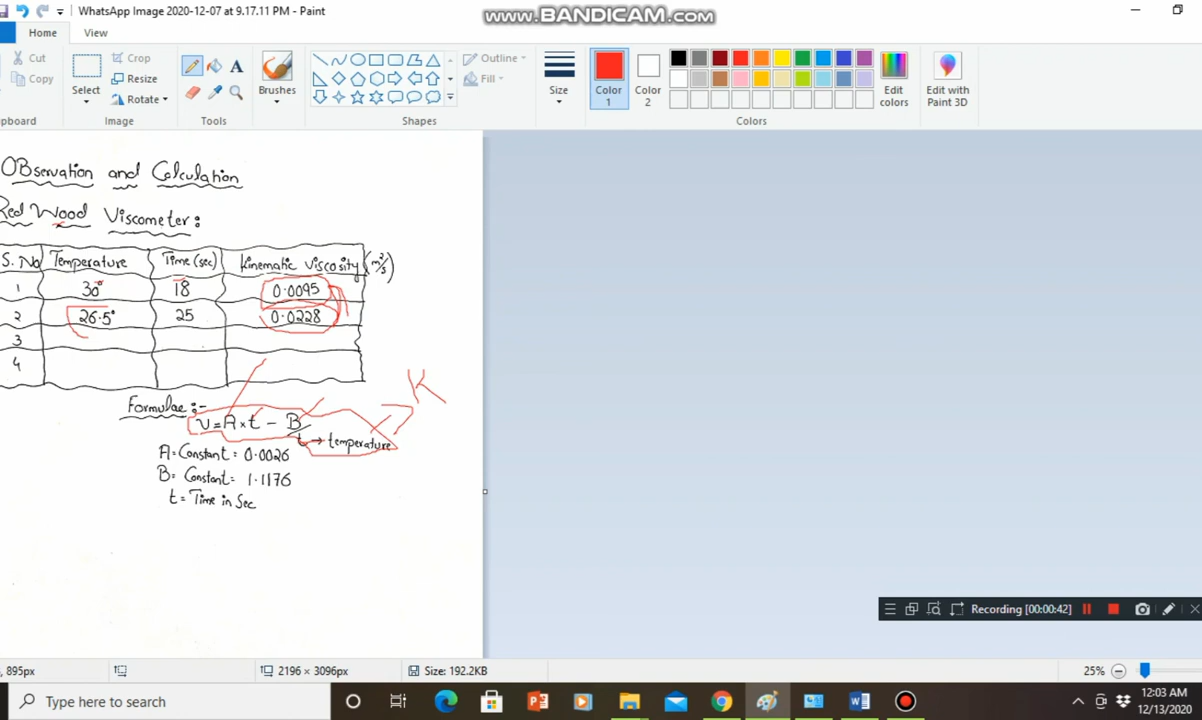 WhatsApp Image 2020-12-07 at 9.17.11 PM - Paint
www.BANDICAM.com
Home
View
Cut
Copy
Select
Crop
Resize
Rotate
Brushes
Outline
Fill
Size
Color 1
Color 2
Edit colors
Edit with Paint 3D
lipboard
Image
Tools
Shapes
Colors
OBservation and Calculation
Red Wood Viscometer:
S. No Temperature Time (sec) Kinematic Viscosity (m²/s)
1 30° 18 0.0095
2 26.5° 25 0.0228
3
4
K
Formulae :-
ν = A × t - B/t → temperature
A = Constant = 0.0026
B = Constant = 1.1176
t = Time in Sec
Recording [00:00:42]
, 895px
2196 × 3096px
Size: 192.2KB
25%
Type here to search
12:03 AM
12/13/2020